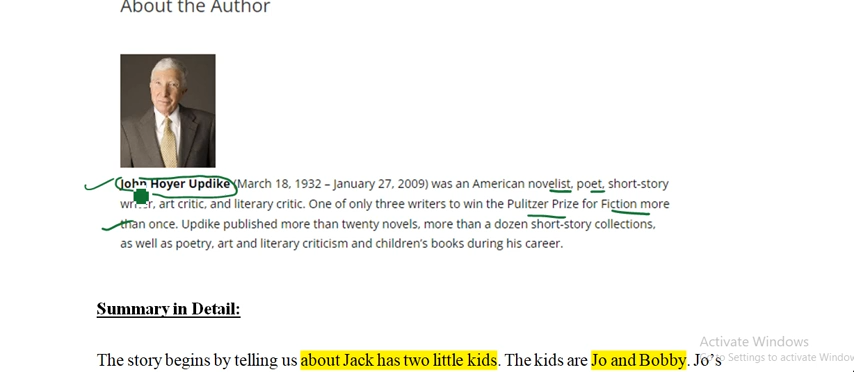 About the Author
John Hoyer Updike (March 18, 1932 – January 27, 2009) was an American novelist, poet, short-story
art critic, and literary critic. One of only three writers to win the Pulitzer Prize for Fiction more
than once. Updike published more than twenty novels, more than a dozen short-story collections,
as well as poetry, art and literary criticism and children's books during his career.
Summary in Detail:
The story begins by telling us about Jack has two little kids. The kids are Jo and Bobby. Jo's
Activate Windows
to Settings to activate Windov